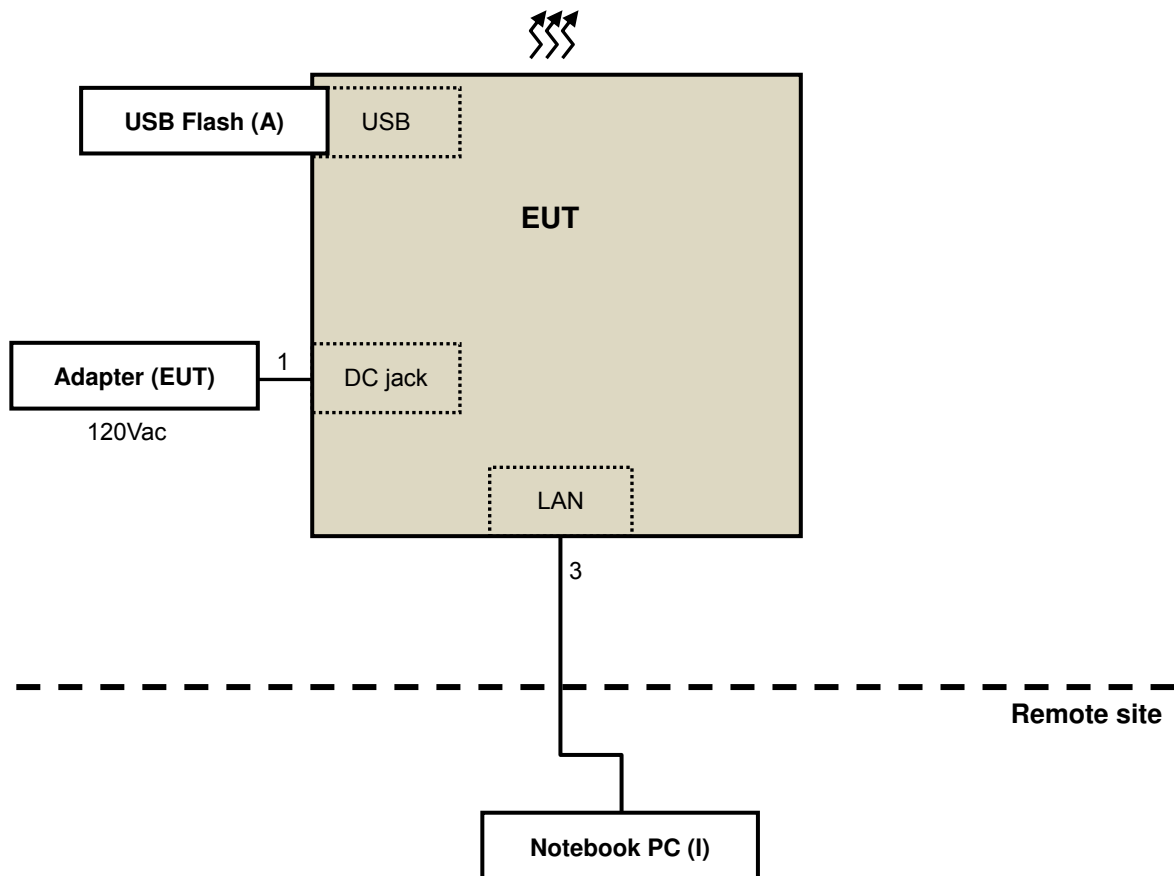 USB Flash (A)
USB
EUT
Adapter (EUT)
1
DC jack
120Vac
LAN
3
Remote site
Notebook PC (I)